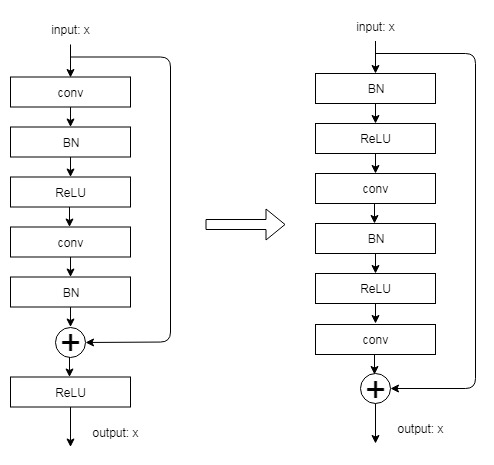 input: x
conv
BN
ReLU
conv
BN
ReLU
output: x
input: x
BN
ReLU
conv
BN
ReLU
conv
output: x